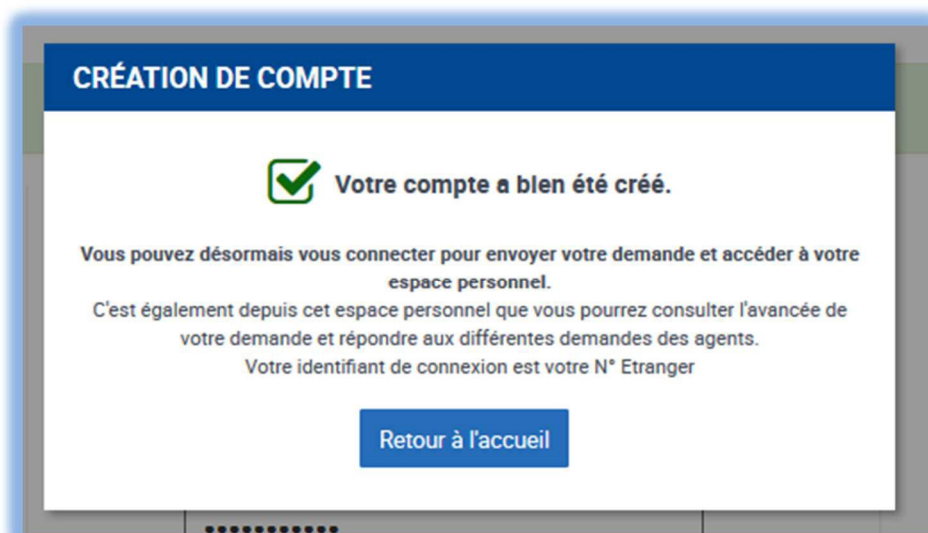 CRÉATION DE COMPTE
Votre compte a bien été créé.
Vous pouvez désormais vous connecter pour envoyer votre demande et accéder à votre
espace personnel.
C'est également depuis cet espace personnel que vous pourrez consulter l'avancée de
votre demande et répondre aux différentes demandes des agents.
Votre identifiant de connexion est votre N° Etranger
Retour à l'accueil